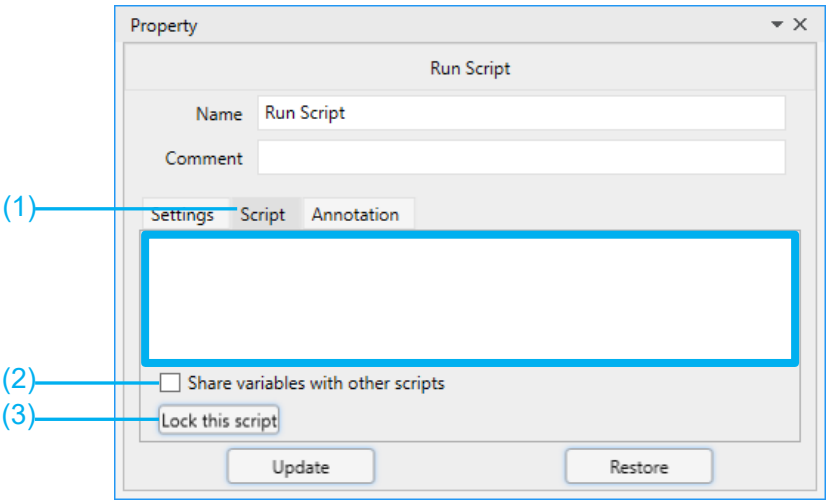 Property
Run Script
Name Run Script
Comment
(1)
Settings Script Annotation
(2)
Share variables with other scripts
(3)
Lock this script
Update Restore